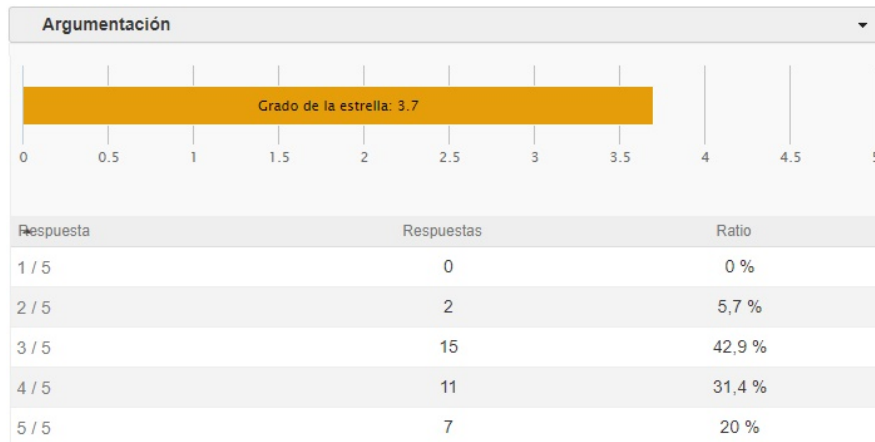 Argumentación
Grado de la estrella: 3.7
0 0.5 1 1.5 2 2.5 3 3.5 4 4.5
Respuesta Respuestas Ratio
1 / 5 0 0 %
2 / 5 2 5,7 %
3 / 5 15 42,9 %
4 / 5 11 31,4 %
5 / 5 7 20 %